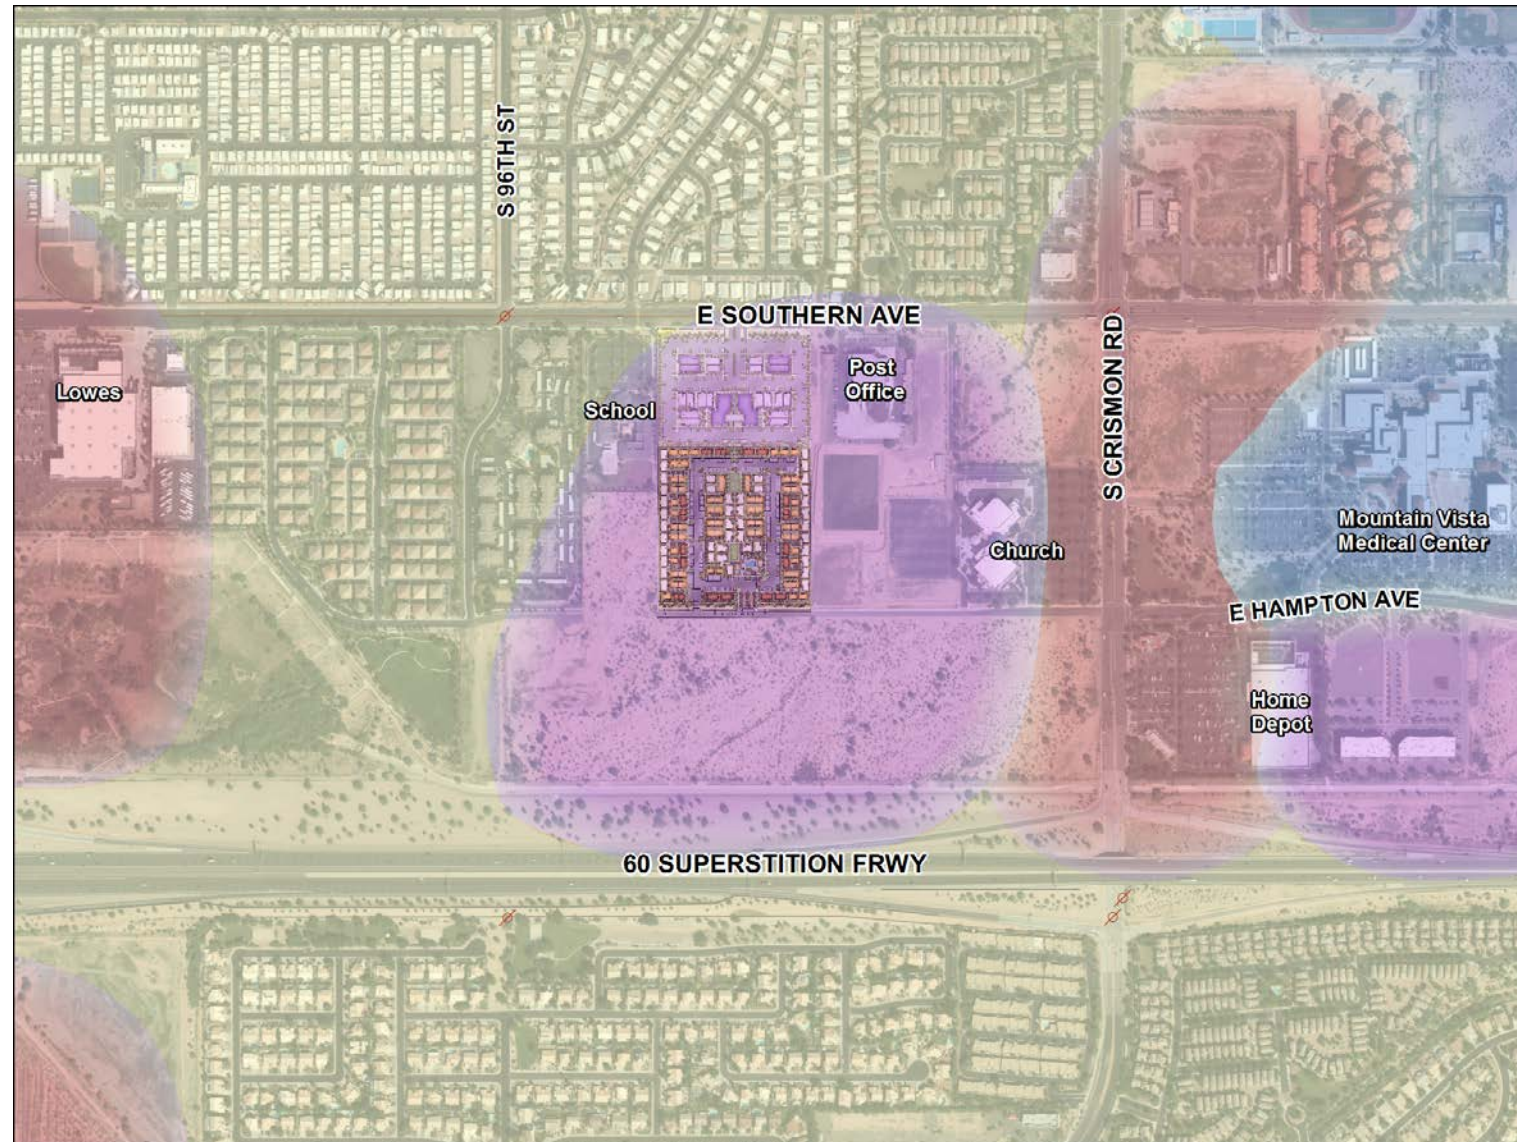 S 96TH ST
E SOUTHERN AVE
Post
Office
Lowes
School
S CRISMON RD
Mountain Vista
Medical Center
Church
E HAMPTON AVE
Home
Depot
60 SUPERSTITION FRWY